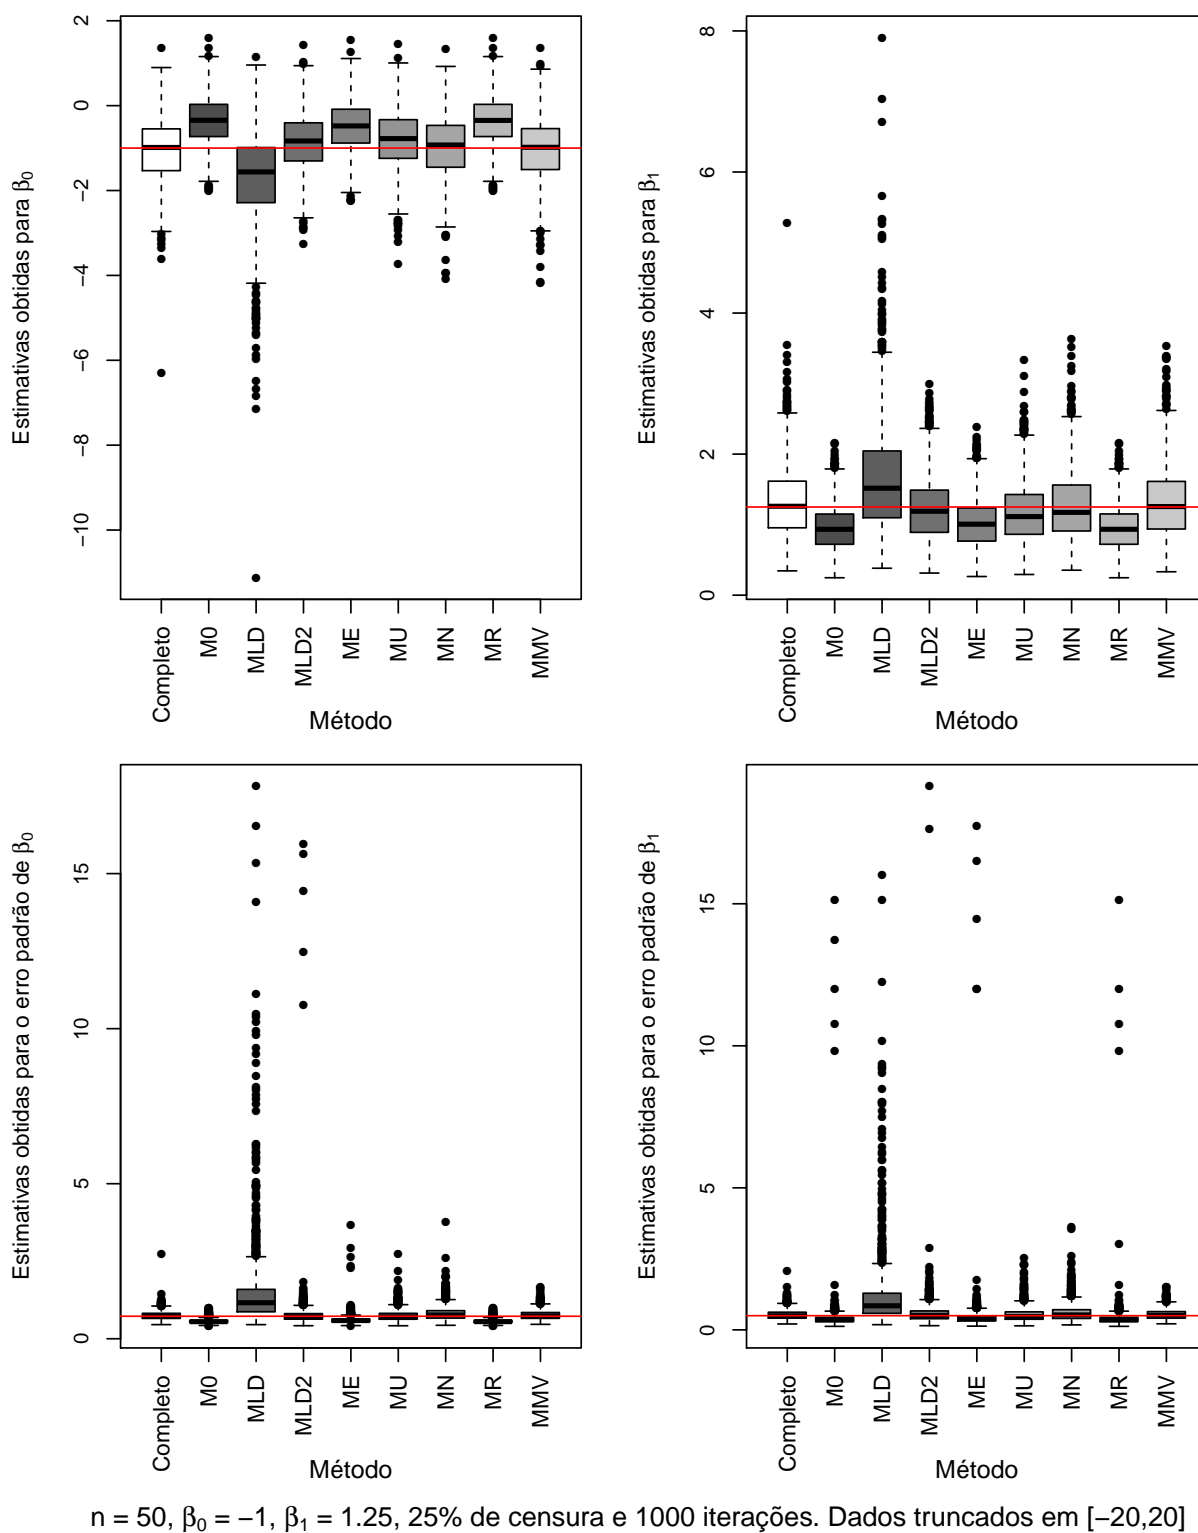 Estimativas obtidas para β₀
2
0
−2
−4
−6
−8
−10
Completo
M0
MLD
MLD2
ME
MU
MN
MR
MMV
Método
Estimativas obtidas para β₁
8
6
4
2
0
Completo
M0
MLD
MLD2
ME
MU
MN
MR
MMV
Método
Estimativas obtidas para o erro padrão de β₀
15
10
5
0
Completo
M0
MLD
MLD2
ME
MU
MN
MR
MMV
Método
Estimativas obtidas para o erro padrão de β₁
15
10
5
0
Completo
M0
MLD
MLD2
ME
MU
MN
MR
MMV
Método
n = 50, β₀ = −1, β₁ = 1.25, 25% de censura e 1000 iterações. Dados truncados em [−20,20]